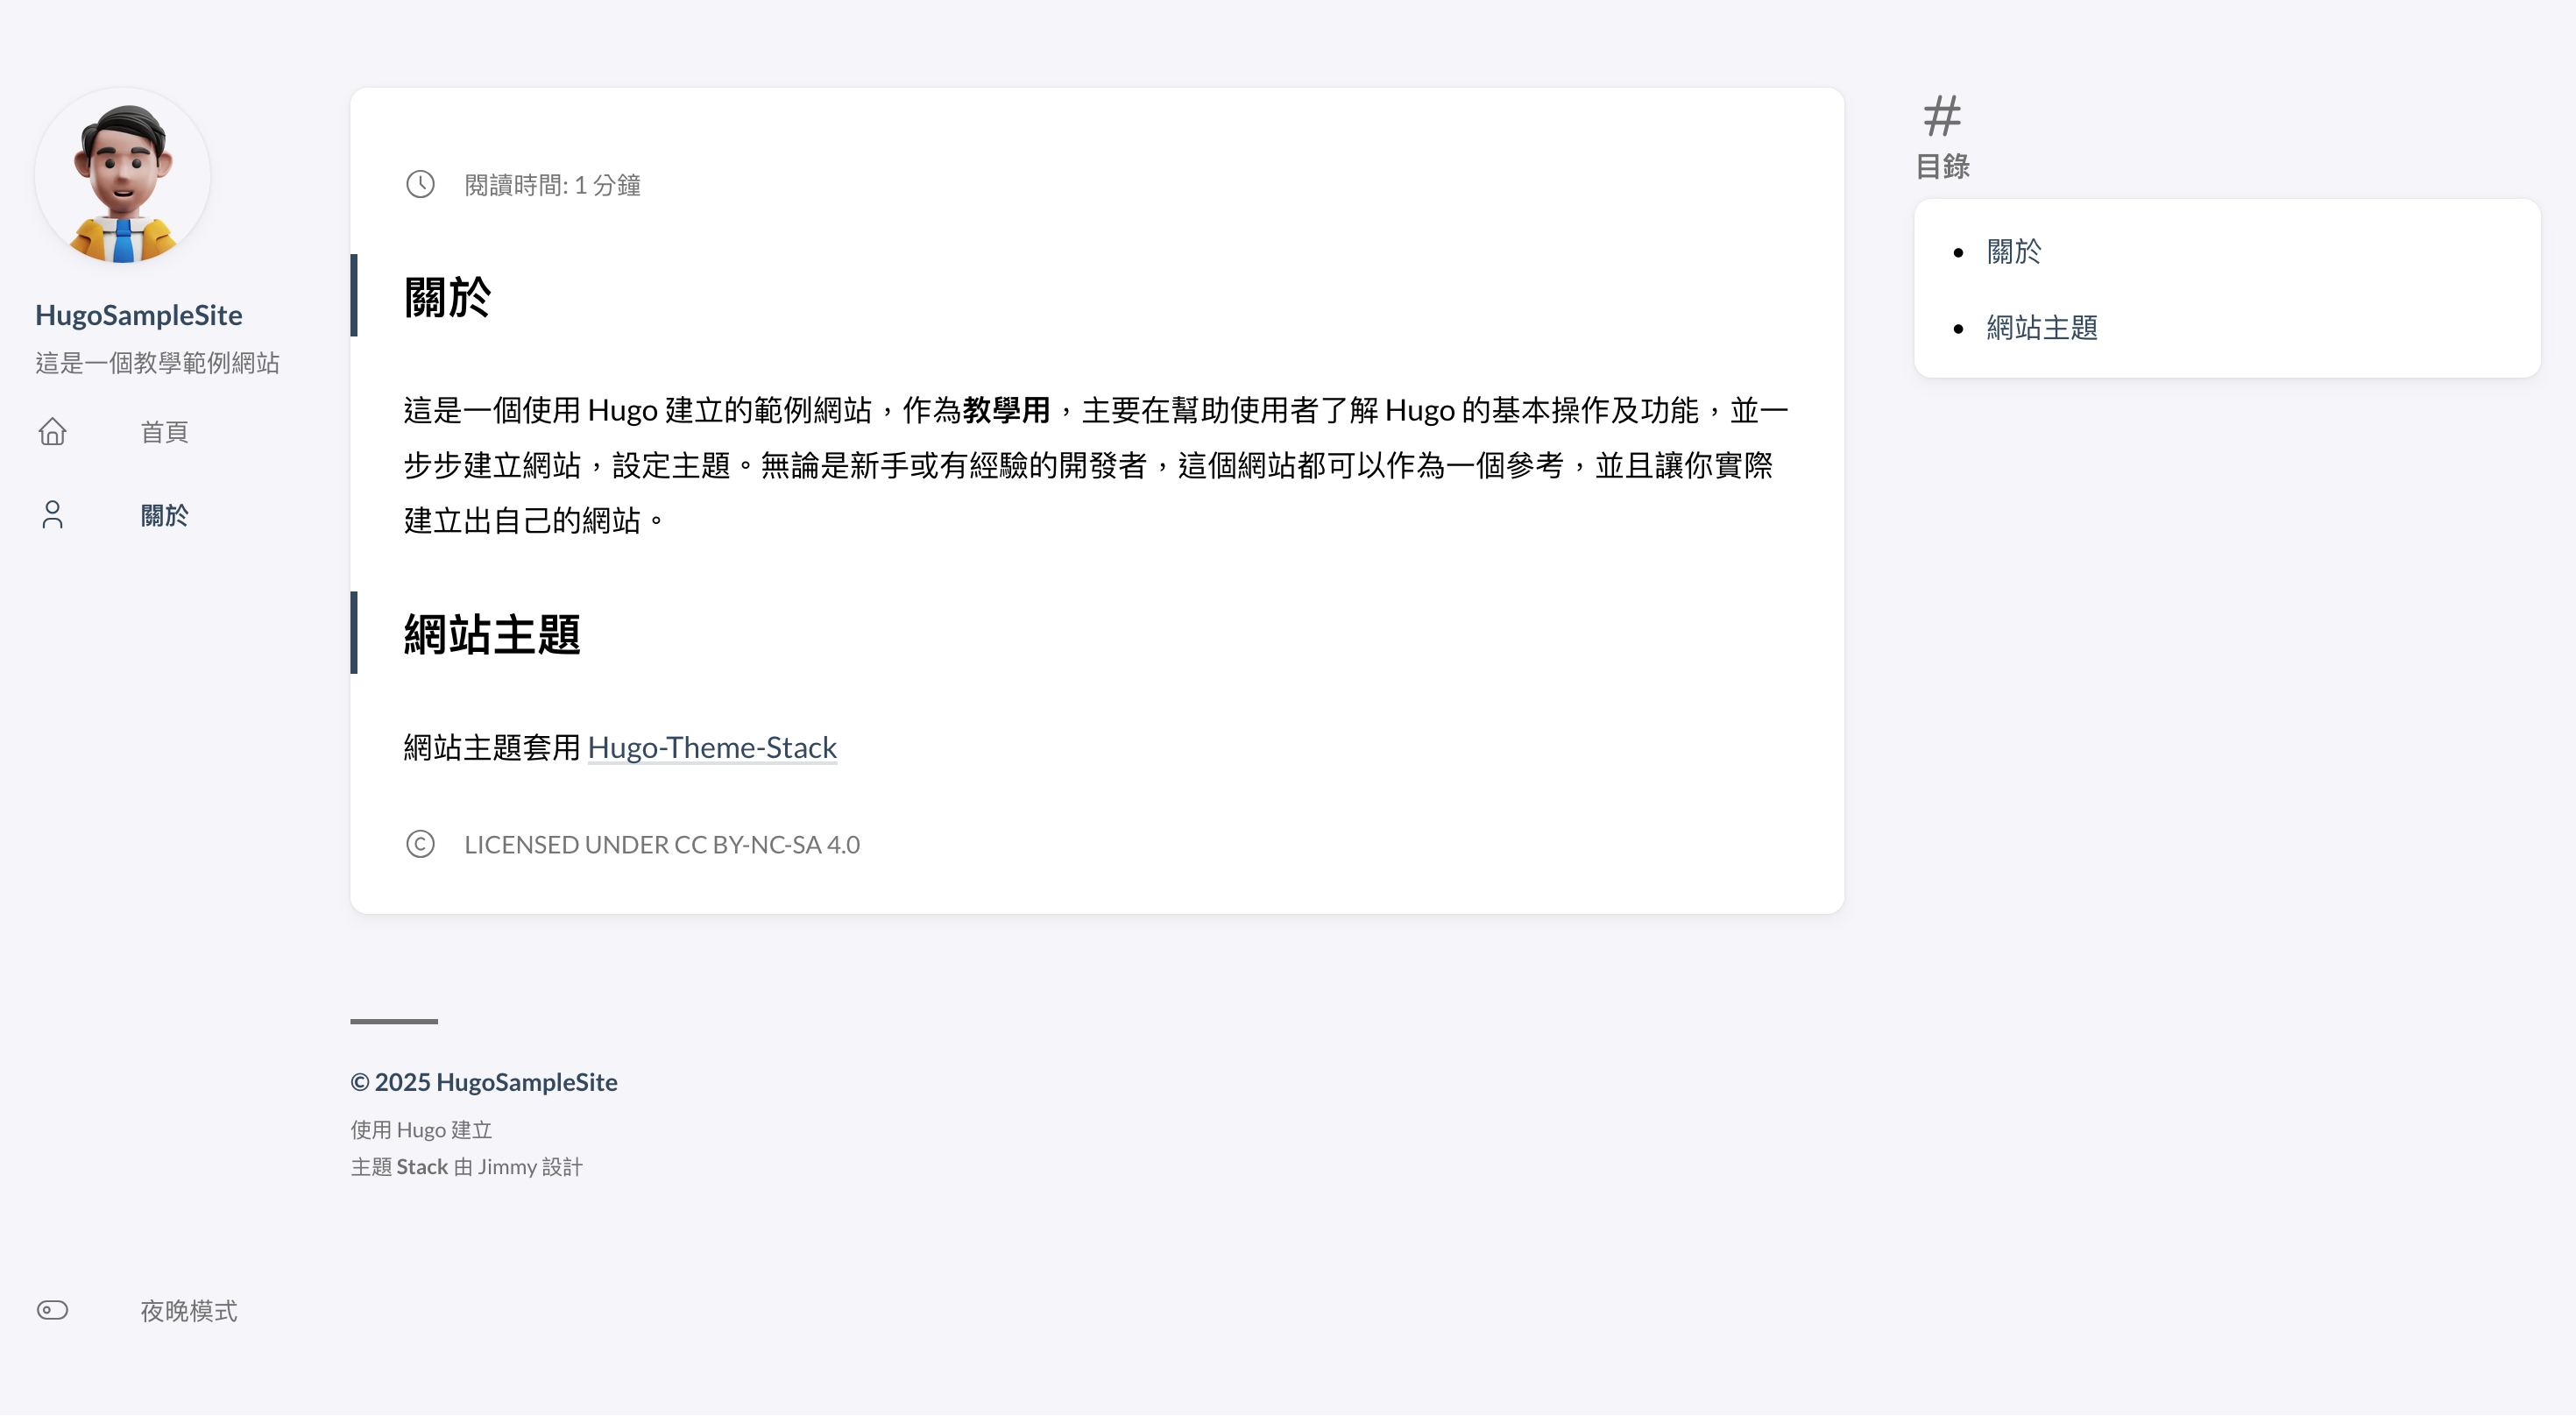 HugoSampleSite
這是一個教學範例網站
首頁
關於
夜晚模式
閱讀時間: 1 分鐘
關於
這是一個使用 Hugo 建立的範例網站，作為教學用，主要在幫助使用者了解 Hugo 的基本操作及功能，並一
步步建立網站，設定主題。無論是新手或有經驗的開發者，這個網站都可以作為一個參考，並且讓你實際
建立出自己的網站。
網站主題
網站主題套用 Hugo-Theme-Stack
LICENSED UNDER CC BY-NC-SA 4.0
© 2025 HugoSampleSite
使用 Hugo 建立
主題 Stack 由 Jimmy 設計
目錄
關於
網站主題